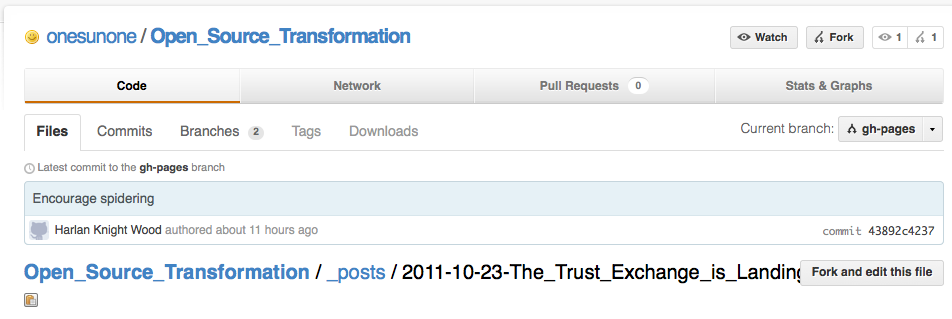 onesunone / Open_Source_Transformation
Watch Fork 1 1
Code Network Pull Requests 0 Stats & Graphs
Files Commits Branches 2 Tags Downloads Current branch: gh-pages
Latest commit to the gh-pages branch
Encourage spidering
Harlan Knight Wood authored about 11 hours ago commit 43892c4237
Open_Source_Transformation / _posts / 2011-10-23-The_Trust_Exchange_is_Landing Fork and edit this file